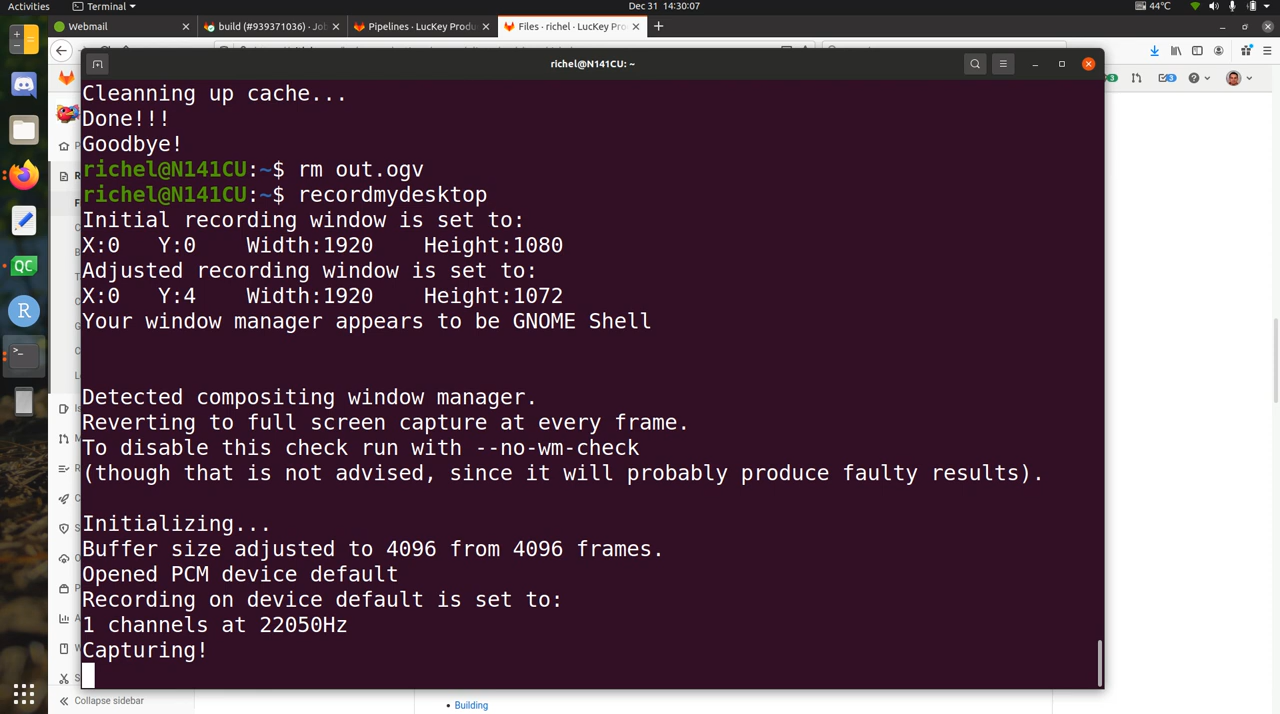 Activities
Terminal
Dec 31 14:30:07
44°C
Webmail
build (#939371036) · Jo
Pipelines · LucKey Produ
Files · richel · LucKey Pro
richel@N141CU: ~
Cleanning up cache...
Done!!!
Goodbye!
richel@N141CU:~$ rm out.ogv
richel@N141CU:~$ recordmydesktop
Initial recording window is set to:
X:0 Y:0 Width:1920 Height:1080
Adjusted recording window is set to:
X:0 Y:4 Width:1920 Height:1072
Your window manager appears to be GNOME Shell
Detected compositing window manager.
Reverting to full screen capture at every frame.
To disable this check run with --no-wm-check
(though that is not advised, since it will probably produce faulty results).
Initializing...
Buffer size adjusted to 4096 from 4096 frames.
Opened PCM device default
Recording on device default is set to:
1 channels at 22050Hz
Capturing!
Collapse sidebar
Building
QC
R
3
3